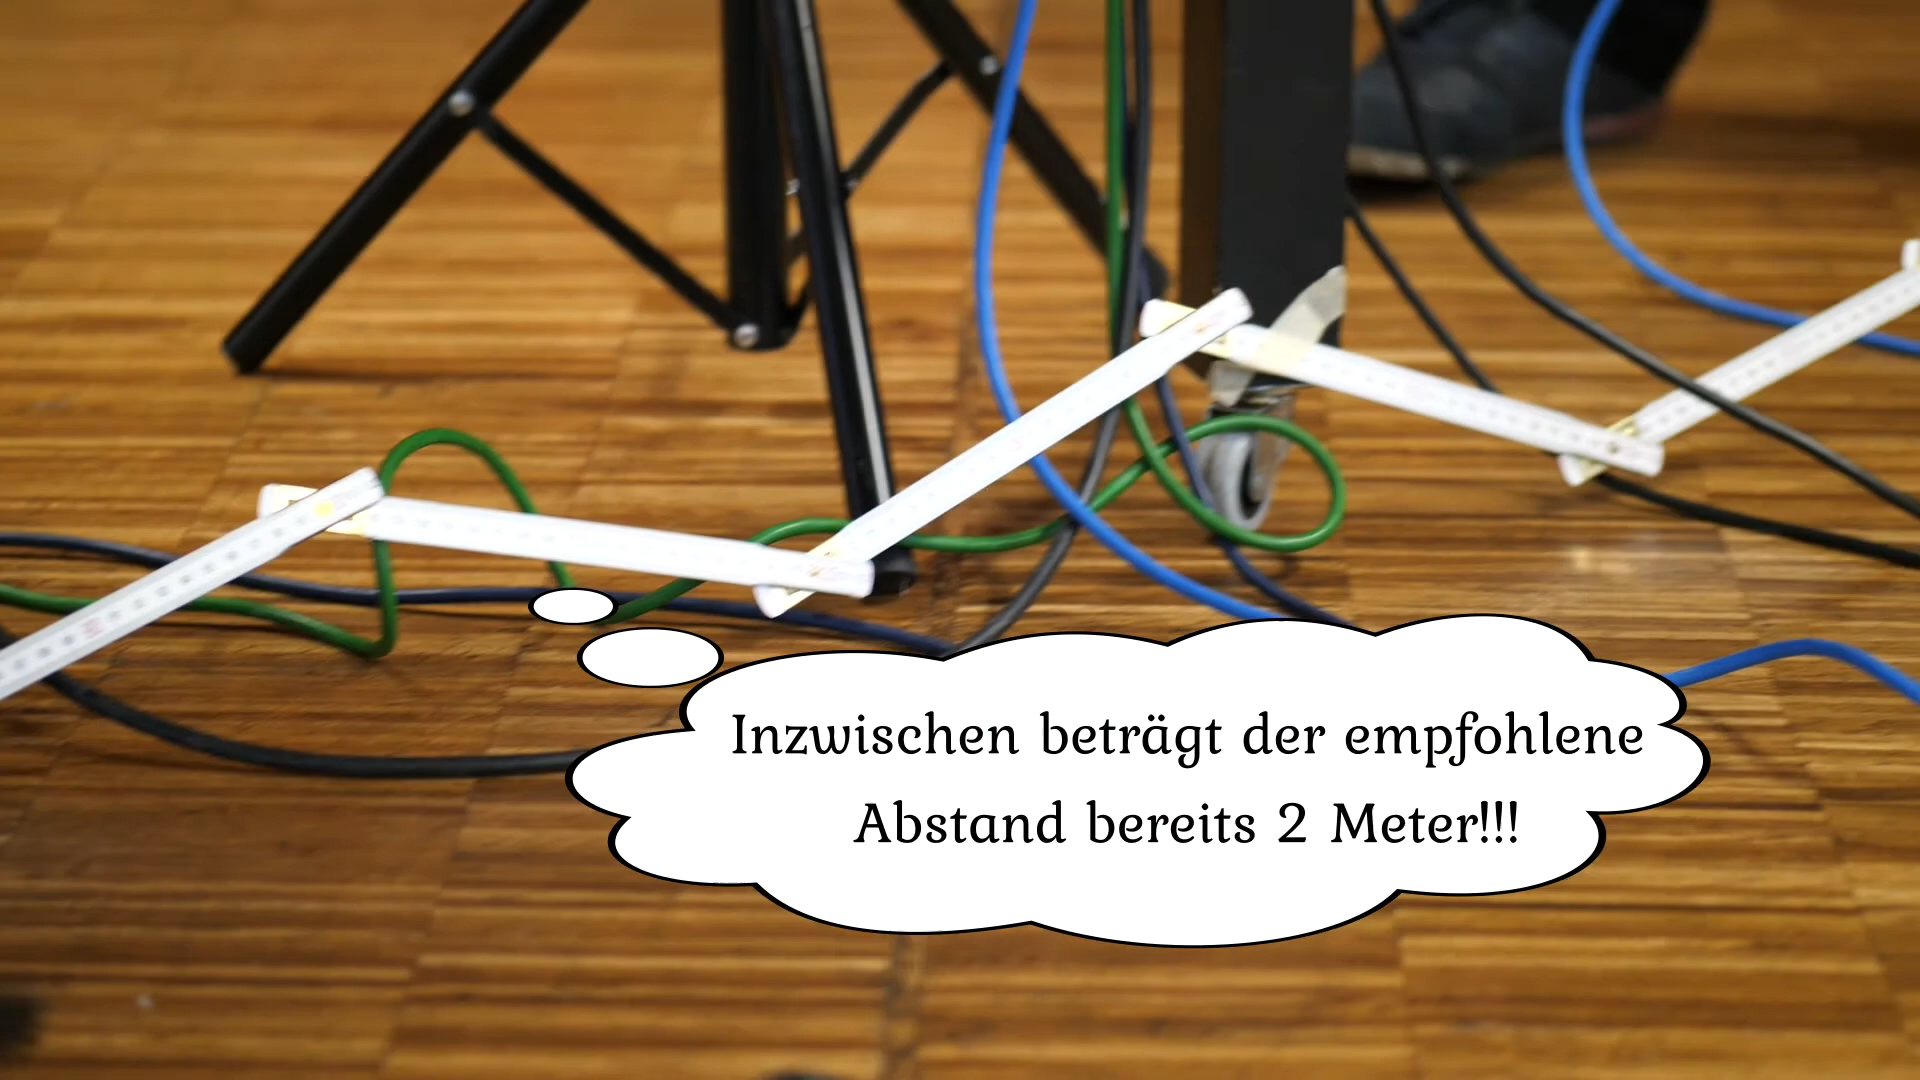 Inzwischen beträgt der empfohlene
Abstand bereits 2 Meter!!!